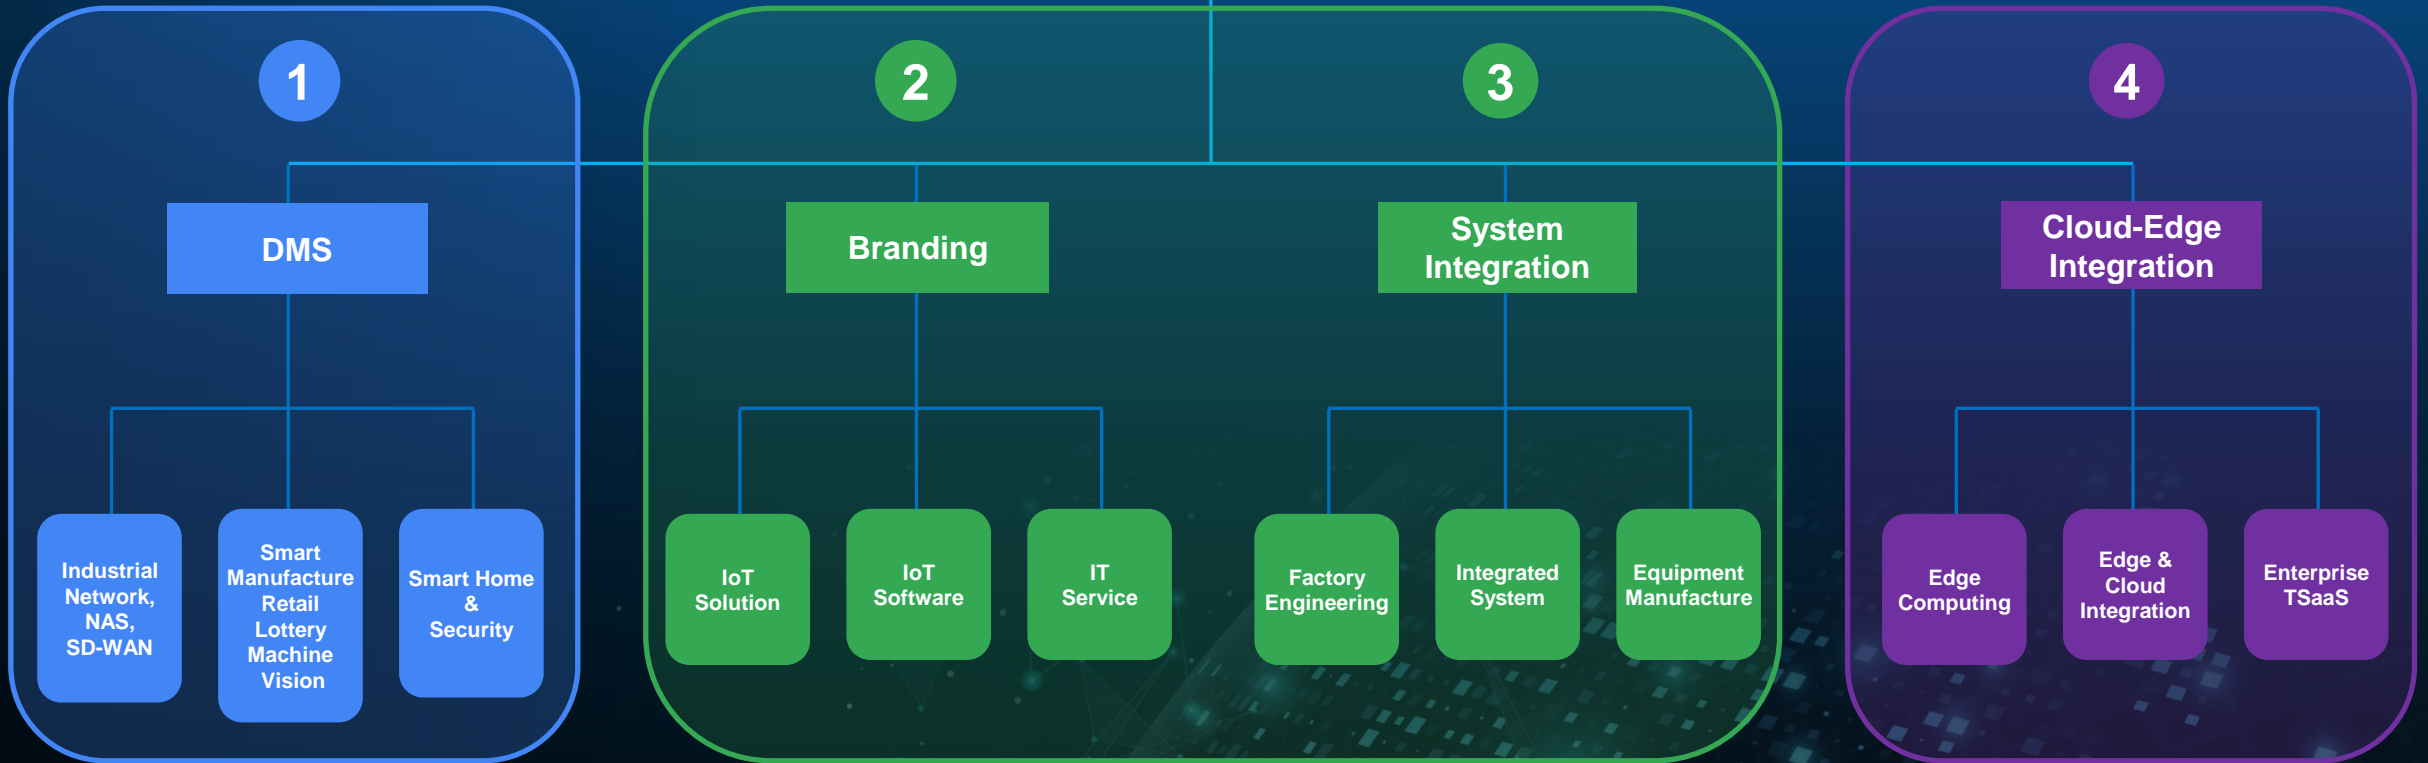 1
DMS
Industrial
Network,
NAS,
SD-WAN
Smart
Manufacture
Retail
Lottery
Machine
Vision
Smart Home
&
Security
2
Branding
IoT
Solution
IoT
Software
IT
Service
3
System
Integration
Factory
Engineering
Integrated
System
Equipment
Manufacture
4
Cloud-Edge
Integration
Edge
Computing
Edge &
Cloud
Integration
Enterprise
TSaaS